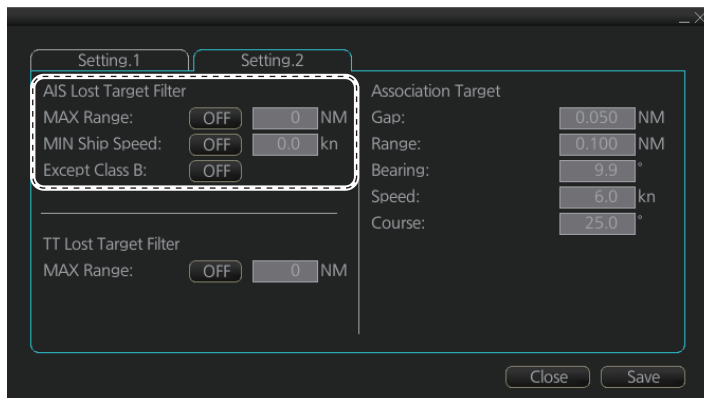 Setting.1
Setting.2
AIS Lost Target Filter
MAX Range: OFF 0 NM
MIN Ship Speed: OFF 0.0 kn
Except Class B: OFF
TT Lost Target Filter
MAX Range: OFF 0 NM
Association Target
Gap: 0.050 NM
Range: 0.100 NM
Bearing: 9.9 °
Speed: 6.0 kn
Course: 25.0 °
Close
Save